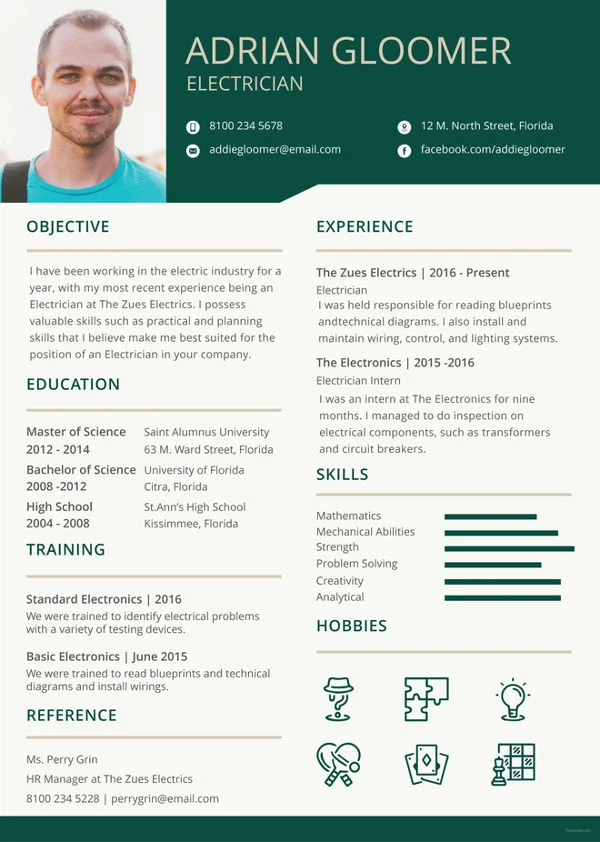 ADRIAN GLOOMER
ELECTRICIAN
8100 234 5678
12 M. North Street, Florida
addiegloomer@email.com
facebook.com/addiegloomer
OBJECTIVE
I have been working in the electric industry for a
year, with my most recent experience being an
Electrician at The Zues Electrics. I possess
valuable skills such as practical and planning
skills that I believe make me best suited for the
position of an Electrician in your company.
EDUCATION
Master of Science Saint Alumnus University
2012 - 2014 63 M. Ward Street, Florida
Bachelor of Science University of Florida
2008 -2012 Citra, Florida
High School St.Ann's High School
2004 - 2008 Kissimmee, Florida
TRAINING
Standard Electronics | 2016
We were trained to identify electrical problems
with a variety of testing devices.
Basic Electronics | June 2015
We were trained to read blueprints and technical
diagrams and install wirings.
REFERENCE
Ms. Perry Grin
HR Manager at The Zues Electrics
8100 234 5228 | perrygrin@email.com
EXPERIENCE
The Zues Electrics | 2016 - Present
Electrician
I was held responsible for reading blueprints
andtechnical diagrams. I also install and
maintain wiring, control, and lighting systems.
The Electronics | 2015 -2016
Electrician Intern
I was an intern at The Electronics for nine
months. I managed to do inspection on
electrical components, such as transformers
and circuit breakers.
SKILLS
Mathematics
Mechanical Abilities
Strength
Problem Solving
Creativity
Analytical
HOBBIES